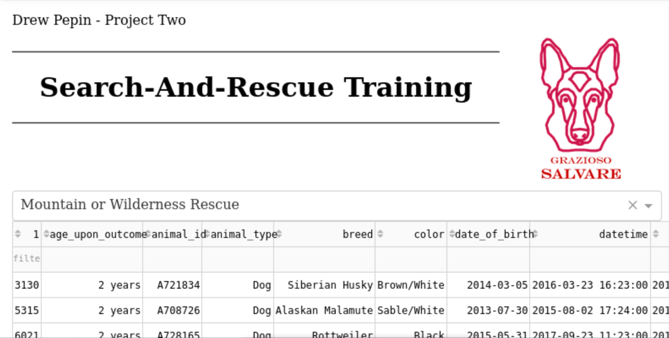 Drew Pepin - Project Two
Search-And-Rescue Training
GRAZIOSO
SALVARE
Mountain or Wilderness Rescue
1 age_upon_outcome animal_id animal_type breed color date_of_birth datetime
filte
3130 2 years A721834 Dog Siberian Husky Brown/White 2014-03-05 2016-03-23 16:23:00 201
5315 2 years A708726 Dog Alaskan Malamute Sable/White 2013-07-30 2015-08-02 17:24:00 201
6021 2 years A728165 Dog Rottweiler Black 2015-05-31 2017-09-23 11:23:00 201